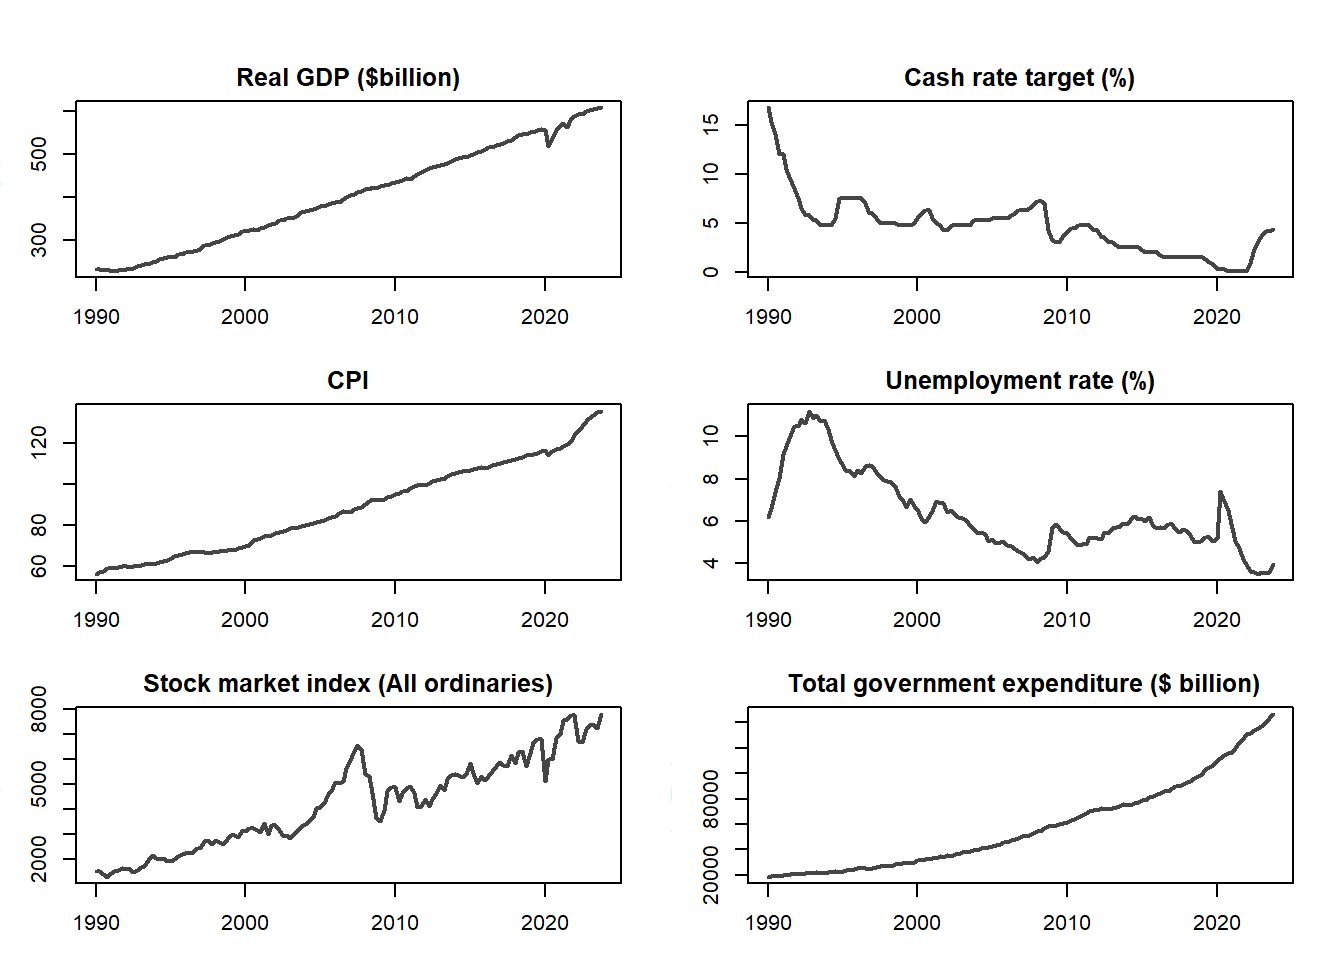 Real GDP ($billion)
500
300
1990 2000 2010 2020
Cash rate target (%)
15
10
5
0
1990 2000 2010 2020
CPI
120
80
60
1990 2000 2010 2020
Unemployment rate (%)
10
8
6
4
1990 2000 2010 2020
Stock market index (All ordinaries)
8000
5000
2000
1990 2000 2010 2020
Total government expenditure ($ billion)
80000
20000
1990 2000 2010 2020